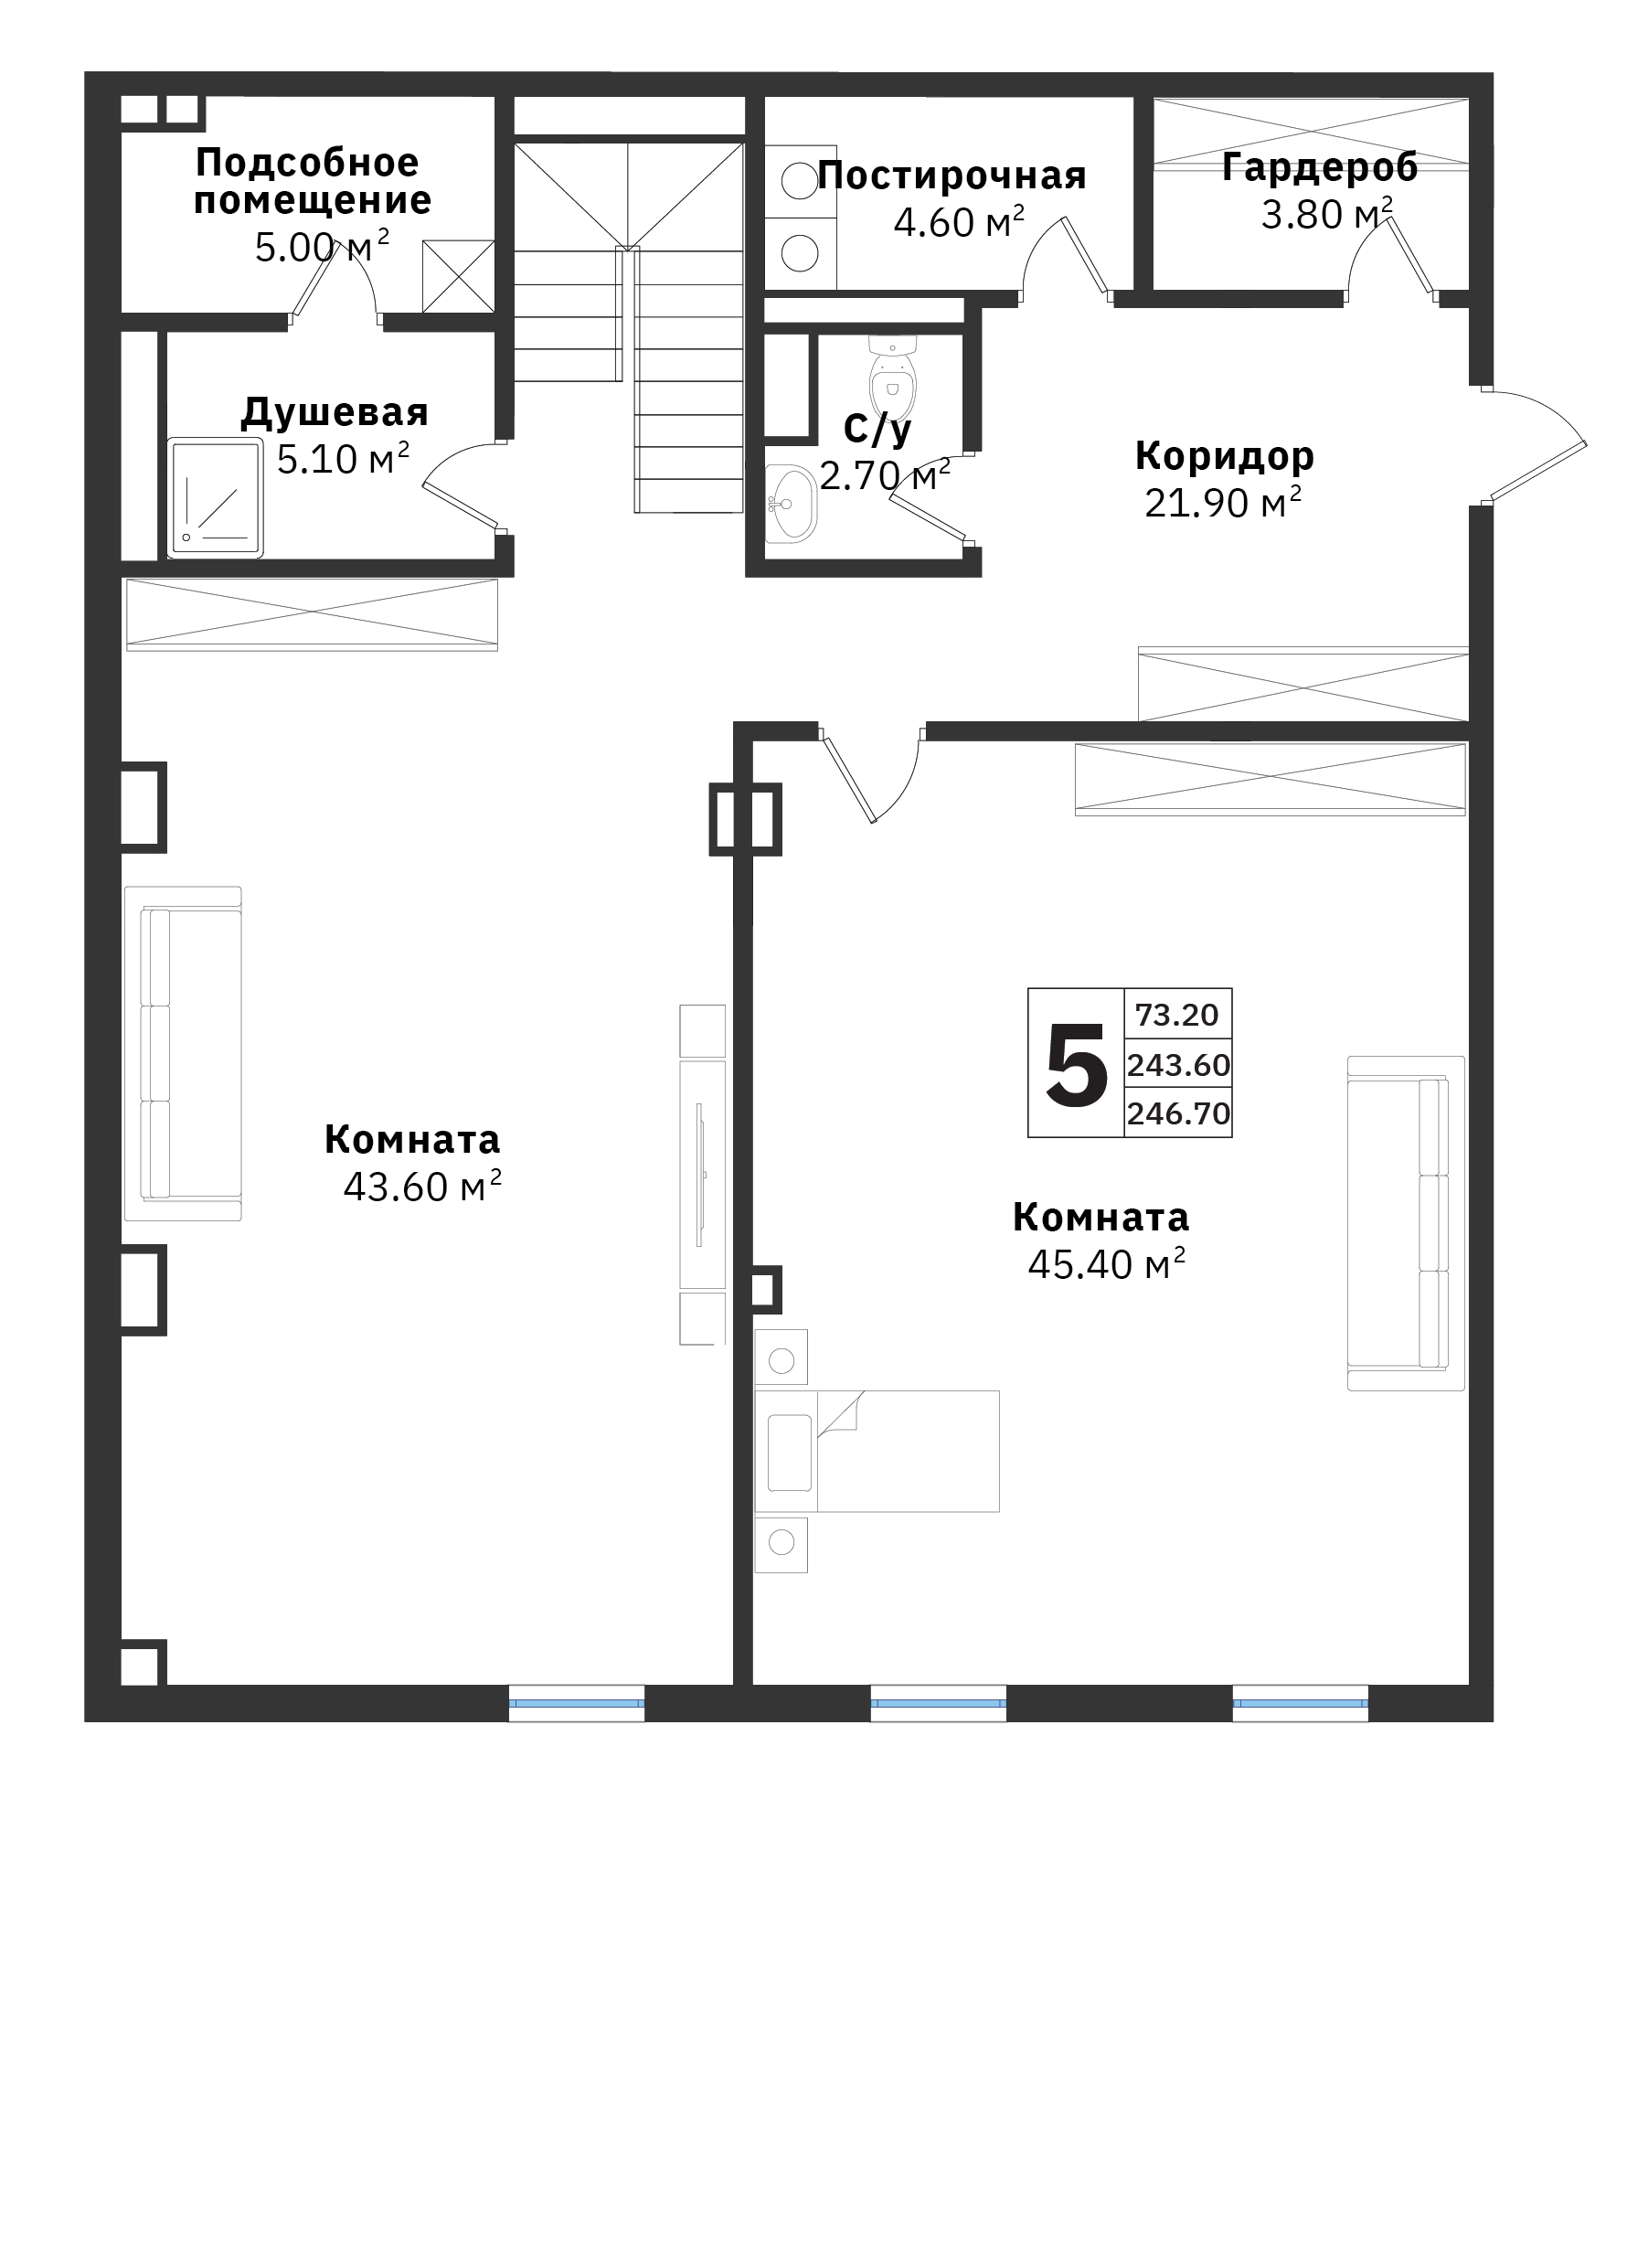 Подсобное
помещение
5.00 м²
Постирочная
4.60 м²
Гардероб
3.80 м²
Душевая
5.10 м²
С/у
2.70 м²
Коридор
21.90 м²
5
73.20
243.60
246.70
Комната
43.60 м²
Комната
45.40 м²